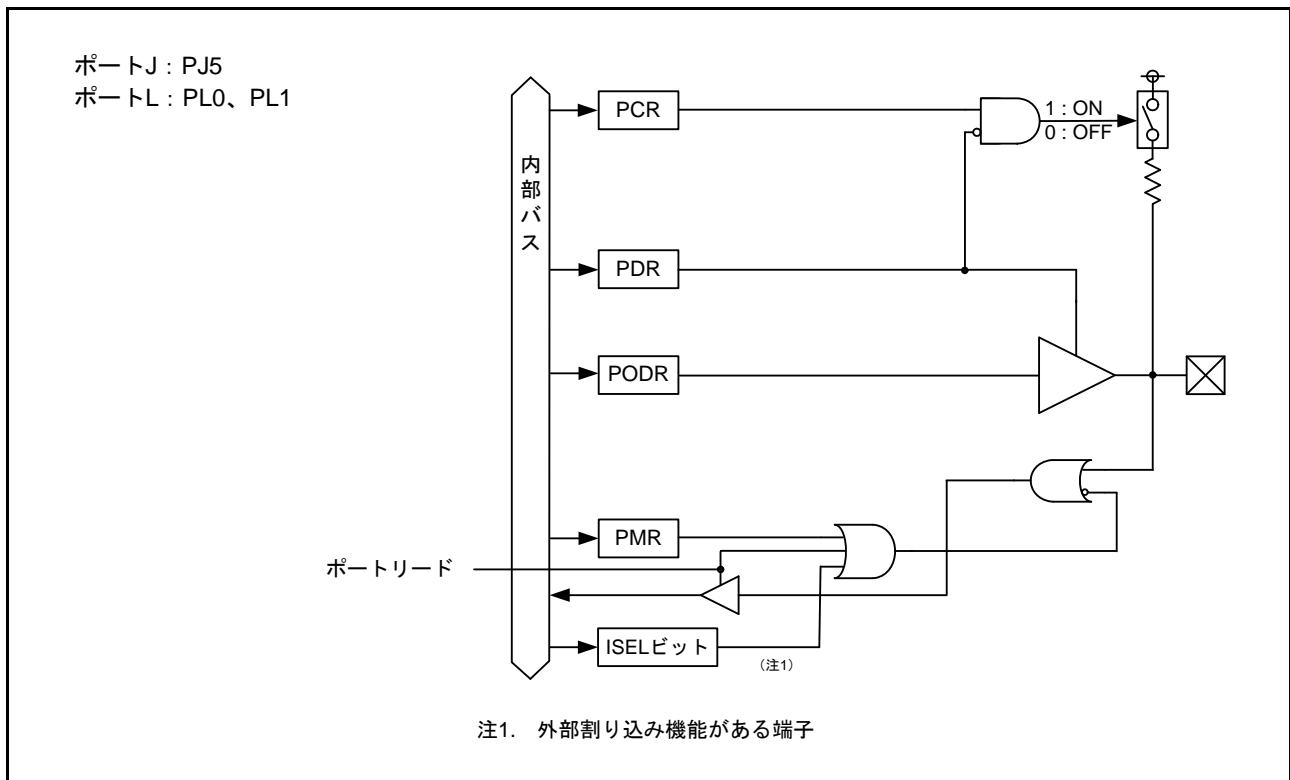 ポートJ：PJ5
ポートL：PL0、PL1
内部バス
PCR
1 : ON
0 : OFF
PDR
PODR
PMR
ポートリード
ISELビット
（注1）
注1. 外部割り込み機能がある端子